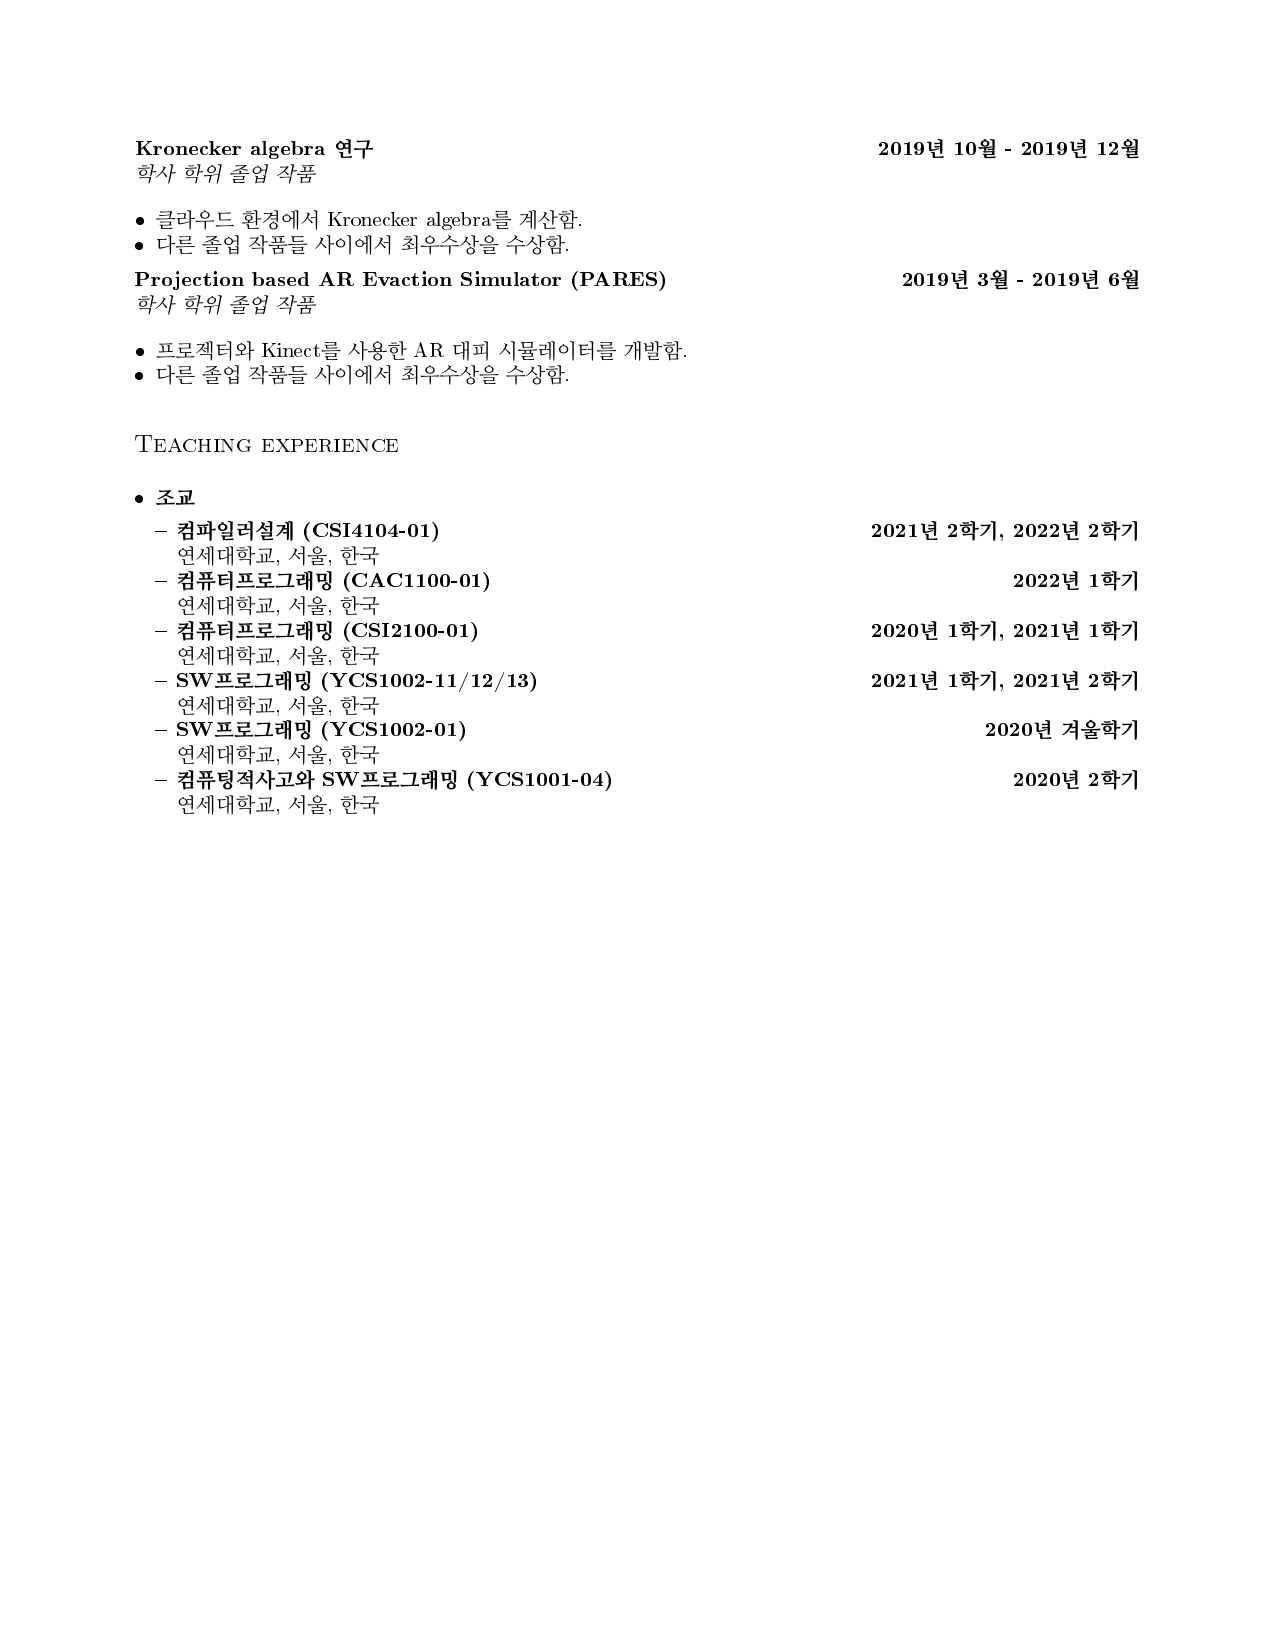 Kronecker algebra 연구 2019년 10월 - 2019년 12월
학사 학위 졸업 작품
• 클라우드 환경에서 Kronecker algebra를 계산함.
• 다른 졸업 작품들 사이에서 최우수상을 수상함.
Projection based AR Evaction Simulator (PARES) 2019년 3월 - 2019년 6월
학사 학위 졸업 작품
• 프로젝터와 Kinect를 사용한 AR 대피 시뮬레이터를 개발함.
• 다른 졸업 작품들 사이에서 최우수상을 수상함.
TEACHING EXPERIENCE
• 조교
– 컴파일러설계 (CSI4104-01) 2021년 2학기, 2022년 2학기
연세대학교, 서울, 한국
– 컴퓨터프로그래밍 (CAC1100-01) 2022년 1학기
연세대학교, 서울, 한국
– 컴퓨터프로그래밍 (CSI2100-01) 2020년 1학기, 2021년 1학기
연세대학교, 서울, 한국
– SW프로그래밍 (YCS1002-11/12/13) 2021년 1학기, 2021년 2학기
연세대학교, 서울, 한국
– SW프로그래밍 (YCS1002-01) 2020년 겨울학기
연세대학교, 서울, 한국
– 컴퓨팅적사고와 SW프로그래밍 (YCS1001-04) 2020년 2학기
연세대학교, 서울, 한국